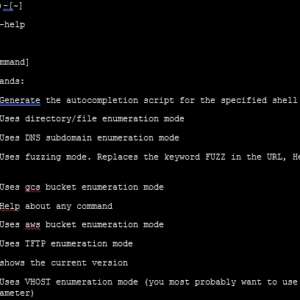 -[~]
-help
mmand]
ands:
Generate the autocompletion script for the specified shell
Uses directory/file enumeration mode
Uses DNS subdomain enumeration mode
Uses fuzzing mode. Replaces the keyword FUZZ in the URL, He
Uses gcs bucket enumeration mode
Help about any command
Uses aws bucket enumeration mode
Uses TFTP enumeration mode
shows the current version
Uses VHOST enumeration mode (you most probably want to use
ameter)